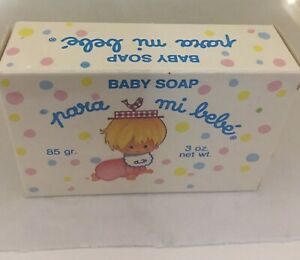 para mi bebé
BABY SOAP
BABY SOAP
para mi bebé
85 gr.
3 oz.
net wt.